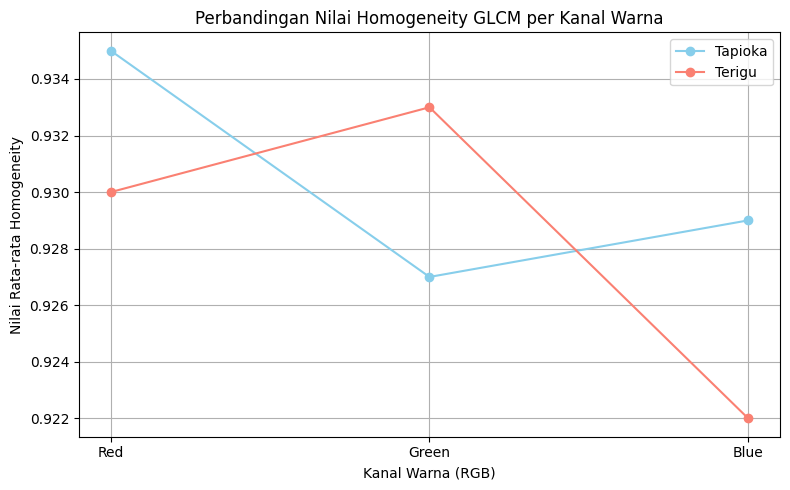 Perbandingan Nilai Homogeneity GLCM per Kanal Warna
Tapioka
Terigu
Nilai Rata-rata Homogeneity
0.934
0.932
0.930
0.928
0.926
0.924
0.922
Red
Green
Blue
Kanal Warna (RGB)